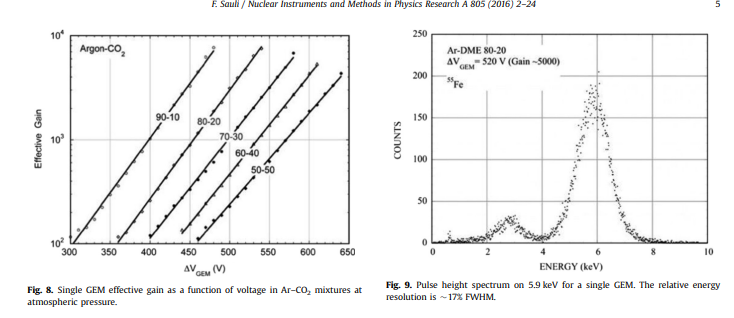 F. Sauli / Nuclear Instruments and Methods in Physics Research A 805 (2016) 2–24
5
10⁴
Argon-CO₂
90-10
80-20
70-30
60-40
50-50
10³
10²
Effective Gain
300 350 400 450 500 550 600 650
ΔV_GEM (V)
Fig. 8. Single GEM effective gain as a function of voltage in Ar–CO₂ mixtures at
atmospheric pressure.
250
200
150
100
50
0
COUNTS
Ar-DME 80-20
ΔV_GEM = 520 V (Gain ~5000)
⁵⁵Fe
0 2 4 6 8 10
ENERGY (keV)
Fig. 9. Pulse height spectrum on 5.9 keV for a single GEM. The relative energy
resolution is ~17% FWHM.